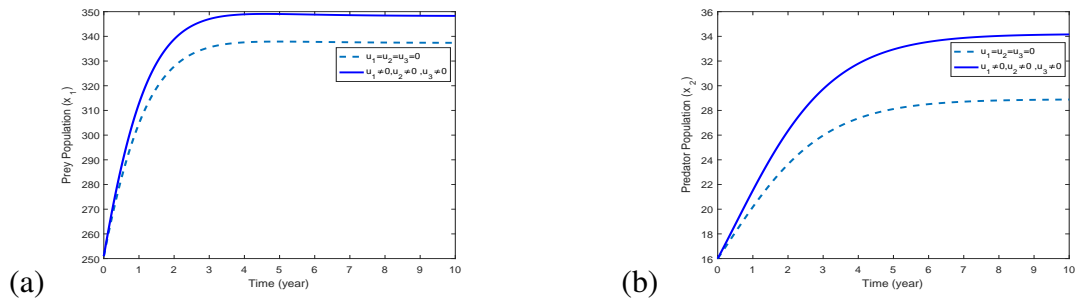 350
340
330
320
310
300
290
280
270
260
250
0 1 2 3 4 5 6 7 8 9 10
Prey Population (x₁)
Time (year)
u₁=u₂=u₃=0
u₁≠0,u₂≠0 ,u₃≠0
(a)
36
34
32
28
24
22
20
18
16
0 1 2 3 4 5 6 7 8 9 10
Predator Population (x₂)
Time (year)
u₁=u₂=u₃=0
u₁≠0,u₂≠0 ,u₃≠0
(b)